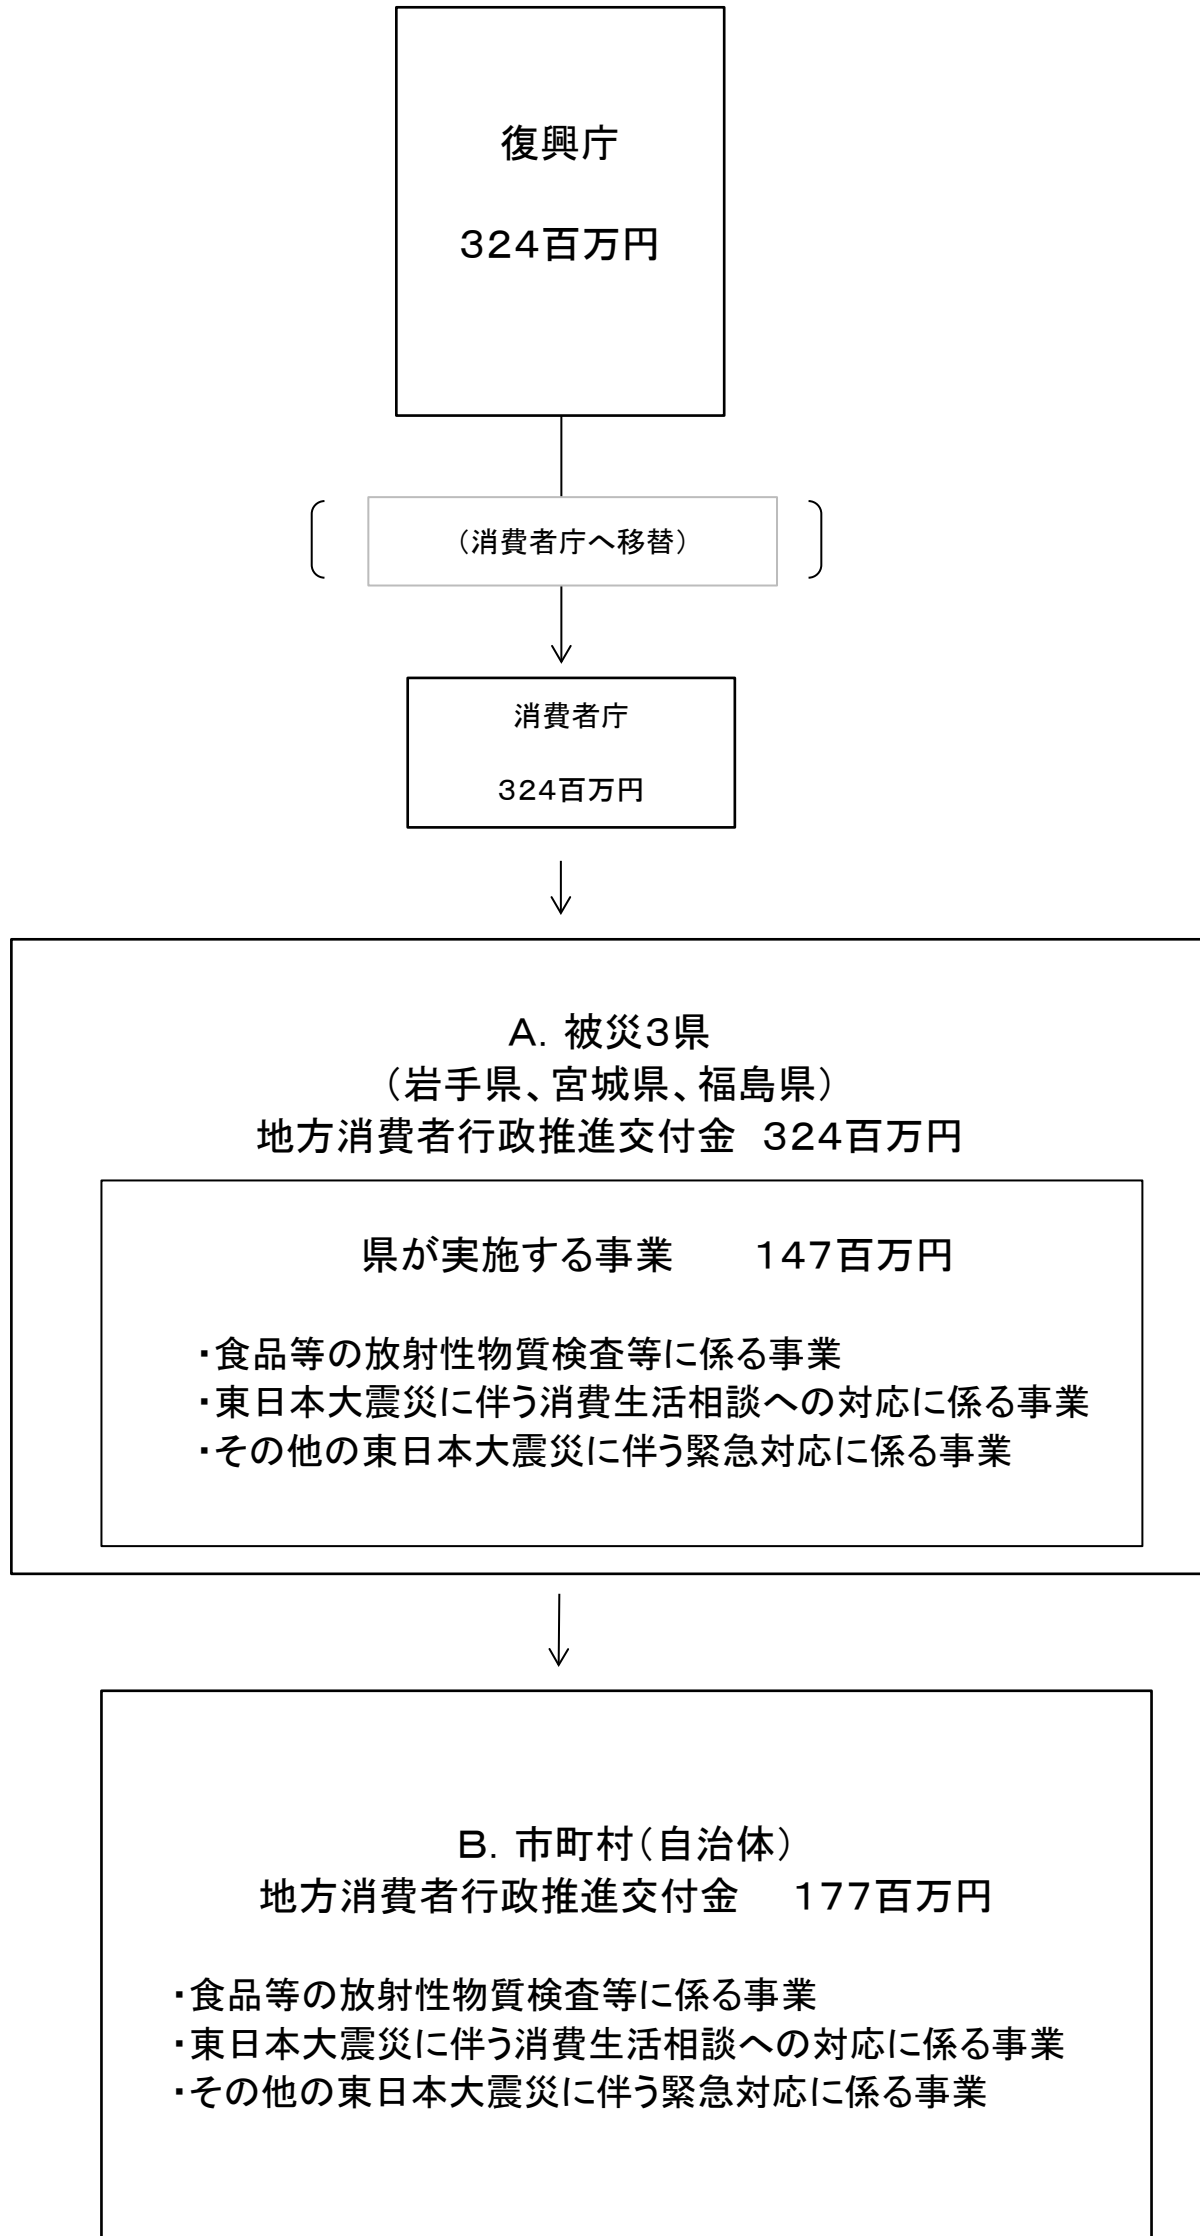 復興庁
324百万円
（消費者庁へ移替）
消費者庁
324百万円
A. 被災3県
（岩手県、宮城県、福島県）
地方消費者行政推進交付金 324百万円
県が実施する事業　　147百万円
・食品等の放射性物質検査等に係る事業
・東日本大震災に伴う消費生活相談への対応に係る事業
・その他の東日本大震災に伴う緊急対応に係る事業
B. 市町村（自治体）
地方消費者行政推進交付金　177百万円
・食品等の放射性物質検査等に係る事業
・東日本大震災に伴う消費生活相談への対応に係る事業
・その他の東日本大震災に伴う緊急対応に係る事業